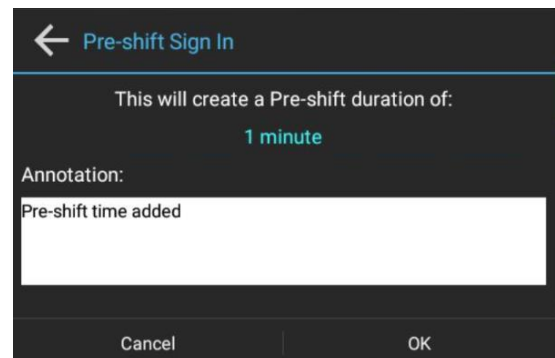 Pre-shift Sign In
This will create a Pre-shift duration of:
1 minute
Annotation:
Pre-shift time added
Cancel
OK